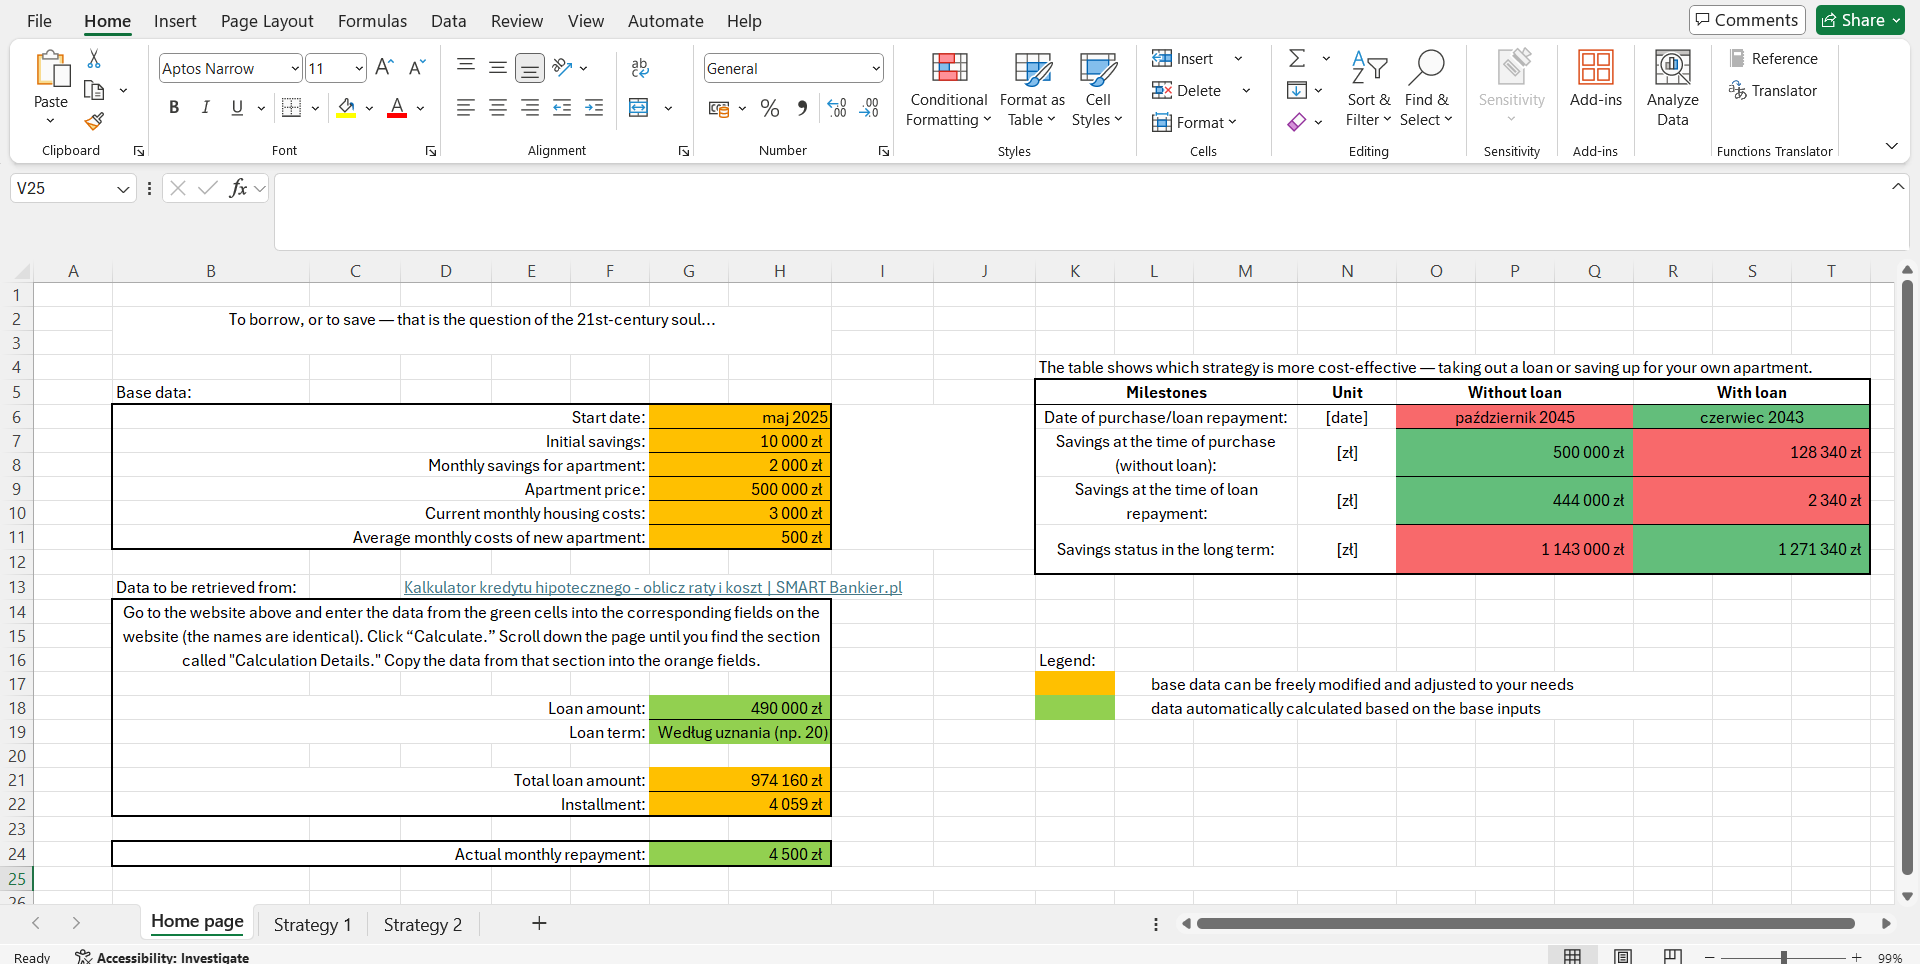 File Home Insert Page Layout Formulas Data Review View Automate Help Comments Share
Paste
Clipboard
Aptos Narrow 11
B I U A
Font
ab
Alignment
General
% .00
Number
Conditional Formatting
Format as Table
Cell Styles
Styles
Insert
Delete
Format
Cells
Sort & Filter
Find & Select
Editing
Sensitivity
Sensitivity
Add-ins
Add-ins
Analyze Data
Reference
Translator
Functions Translator
V25 fx
A B C D E F G H I J K L M N O P Q R S T
1
2 To borrow, or to save — that is the question of the 21st-century soul...
3
4 The table shows which strategy is more cost-effective — taking out a loan or saving up for your own apartment.
5 Base data: Milestones Unit Without loan With loan
6 Start date: maj 2025 Date of purchase/loan repayment: [date] październik 2045 czerwiec 2043
7 Initial savings: 10 000 zł Savings at the time of purchase
8 Monthly savings for apartment: 2 000 zł (without loan): [zł] 500 000 zł 128 340 zł
9 Apartment price: 500 000 zł Savings at the time of loan
10 Current monthly housing costs: 3 000 zł repayment: [zł] 444 000 zł 2 340 zł
11 Average monthly costs of new apartment: 500 zł Savings status in the long term: [zł] 1 143 000 zł 1 271 340 zł
12
13 Data to be retrieved from: Kalkulator kredytu hipotecznego - oblicz raty i koszt | SMART Bankier.pl
14 Go to the website above and enter the data from the green cells into the corresponding fields on the
15 website (the names are identical). Click “Calculate.” Scroll down the page until you find the section
16 called "Calculation Details." Copy the data from that section into the orange fields. Legend:
17 base data can be freely modified and adjusted to your needs
18 Loan amount: 490 000 zł data automatically calculated based on the base inputs
19 Loan term: Według uznania (np. 20)
20
21 Total loan amount: 974 160 zł
22 Installment: 4 059 zł
23
24 Actual monthly repayment: 4 500 zł
25
26
Home page Strategy 1 Strategy 2
Ready Accessibility: Investigate 99%